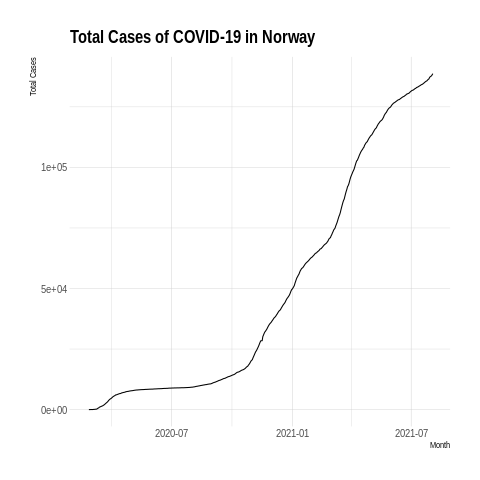 Total Cases of COVID-19 in Norway
Total Cases
1e+05
5e+04
0e+00
2020-07 2021-01 2021-07
Month